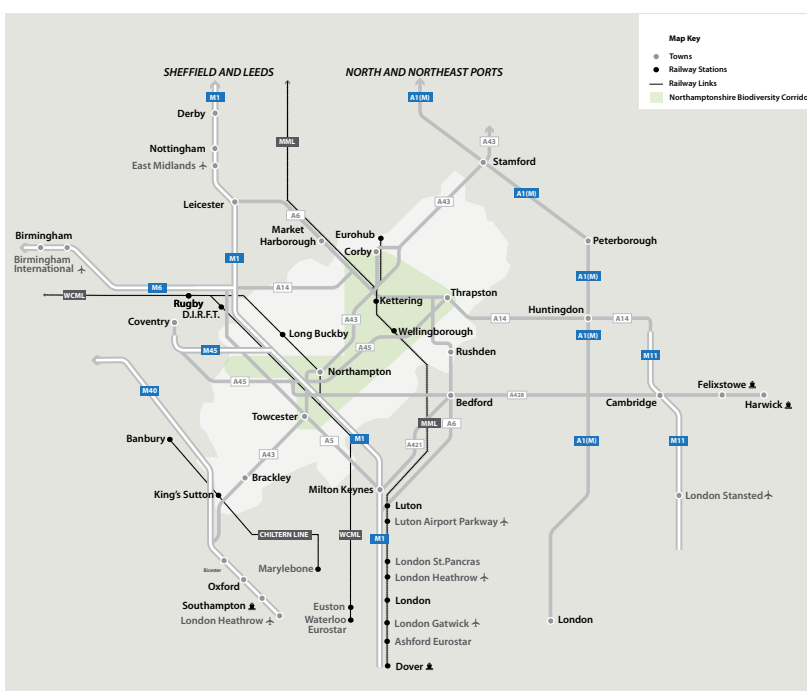 Map Key
Towns
Railway Stations
Railway Links
Northamptonshire Biodiversity Corrido
SHEFFIELD AND LEEDS
NORTH AND NORTHEAST PORTS
M1
A1(M)
Derby
MML
A43
Nottingham
East Midlands
Stamford
A1(M)
Leicester
A43
A6
Market
Harborough
Eurohub
Corby
Peterborough
Birmingham
Birmingham
International
M1
A1(M)
M6
A14
WCML
Rugby
D.I.R.F.T.
Kettering
Thrapston
Huntingdon
A14
A14
Coventry
A43
Long Buckby
Wellingborough
A1(M)
M45
A45
Rushden
M11
Northampton
A45
M40
A428
Felixstowe
Bedford
Cambridge
Harwick
Towcester
MML
A6
Banbury
A5
M1
A421
A1(M)
M11
A43
Brackley
Milton Keynes
King's Sutton
London Stansted
Luton
Luton Airport Parkway
CHILTERN LINE
WCML
M1
Bicester
Marylebone
London St.Pancras
London Heathrow
Oxford
Southampton
London Heathrow
Euston
Waterloo
Eurostar
London
London Gatwick
London
Ashford Eurostar
Dover